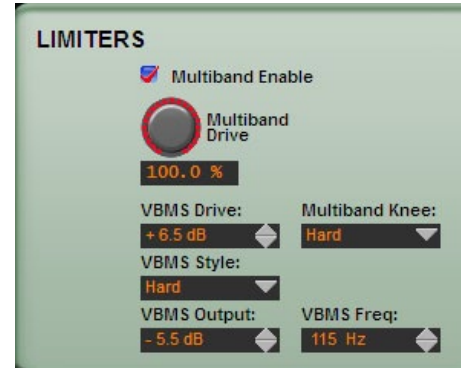 LIMITERS
Multiband Enable
Multiband
Drive
100.0 %
VBMS Drive: Multiband Knee:
+ 6.5 dB Hard
VBMS Style:
Hard
VBMS Output: VBMS Freq:
- 5.5 dB 115 Hz